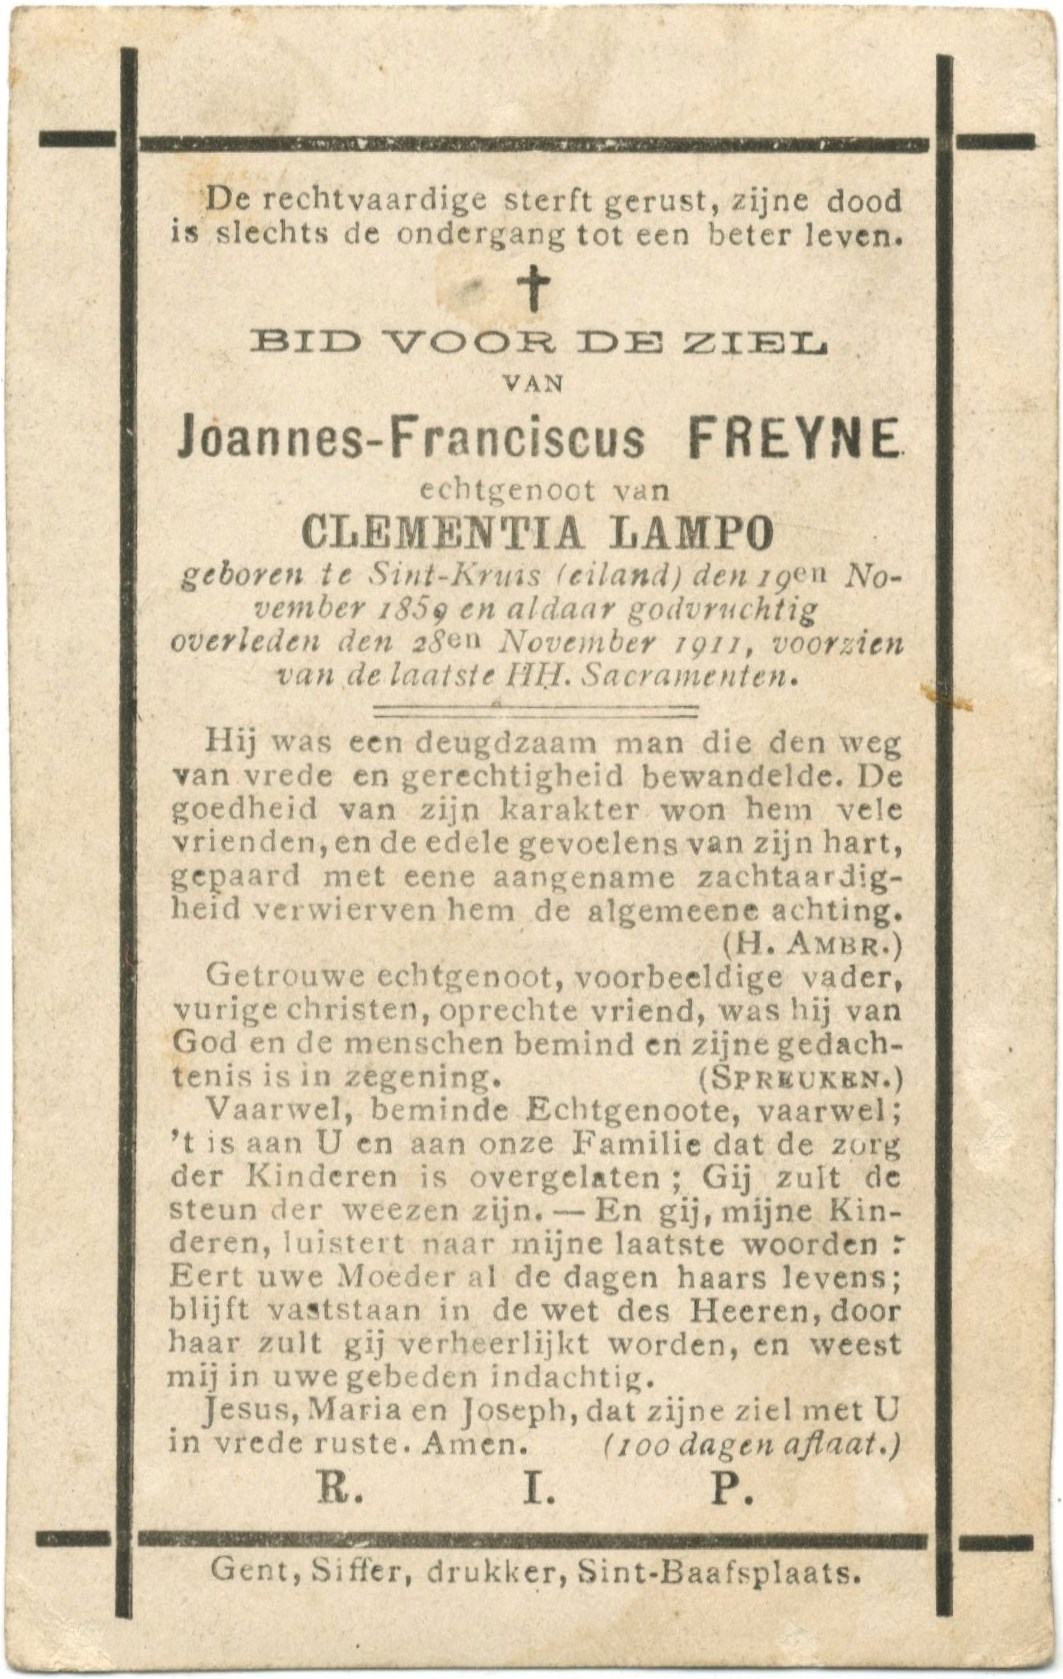 De rechtvaardige sterft gerust, zijne dood
is slechts de ondergang tot een beter leven.
✝
BID VOOR DE ZIEL
VAN
Joannes-Franciscus FREYNE
echtgenoot van
CLEMENTIA LAMPO
geboren te Sint-Kruis (eiland) den 19en No-
vember 1859 en aldaar godvruchtig
overleden den 28en November 1911, voorzien
van de laatste HH. Sacramenten.
Hij was een deugdzaam man die den weg
van vrede en gerechtigheid bewandelde. De
goedheid van zijn karakter won hem vele
vrienden, en de edele gevoelens van zijn hart,
gepaard met eene aangename zachtaardig-
heid verwierven hem de algemeene achting.
(H. AMBR.)
Getrouwe echtgenoot, voorbeeldige vader,
vurige christen, oprechte vriend, was hij van
God en de menschen bemind en zijne gedach-
tenis is in zegening. (SPREUKEN.)
Vaarwel, beminde Echtgenoote, vaarwel;
't is aan U en aan onze Familie dat de zorg
der Kinderen is overgelaten; Gij zult de
steun der weezen zijn. — En gij, mijne Kin-
deren, luistert naar mijne laatste woorden :
Eert uwe Moeder al de dagen haars levens;
blijft vaststaan in de wet des Heeren, door
haar zult gij verheerlijkt worden, en weest
mij in uwe gebeden indachtig.
Jesus, Maria en Joseph, dat zijne ziel met U
in vrede ruste. Amen. (100 dagen aflaat.)
R. I. P.
Gent, Siffer, drukker, Sint-Baafsplaats.